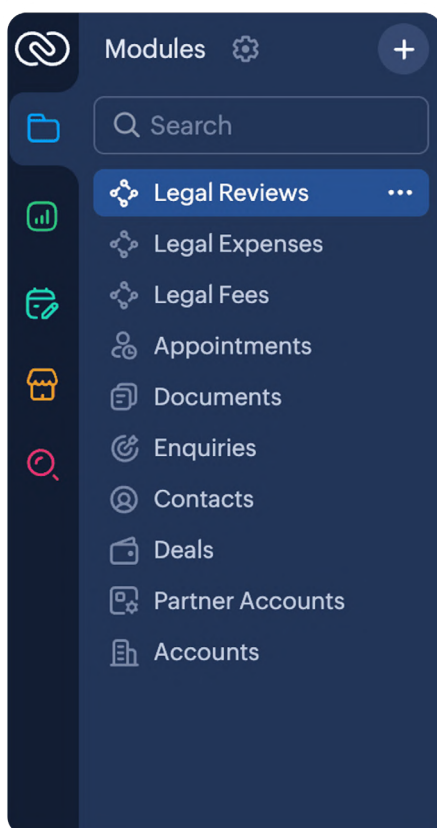 Modules
Search
Legal Reviews
Legal Expenses
Legal Fees
Appointments
Documents
Enquiries
Contacts
Deals
Partner Accounts
Accounts